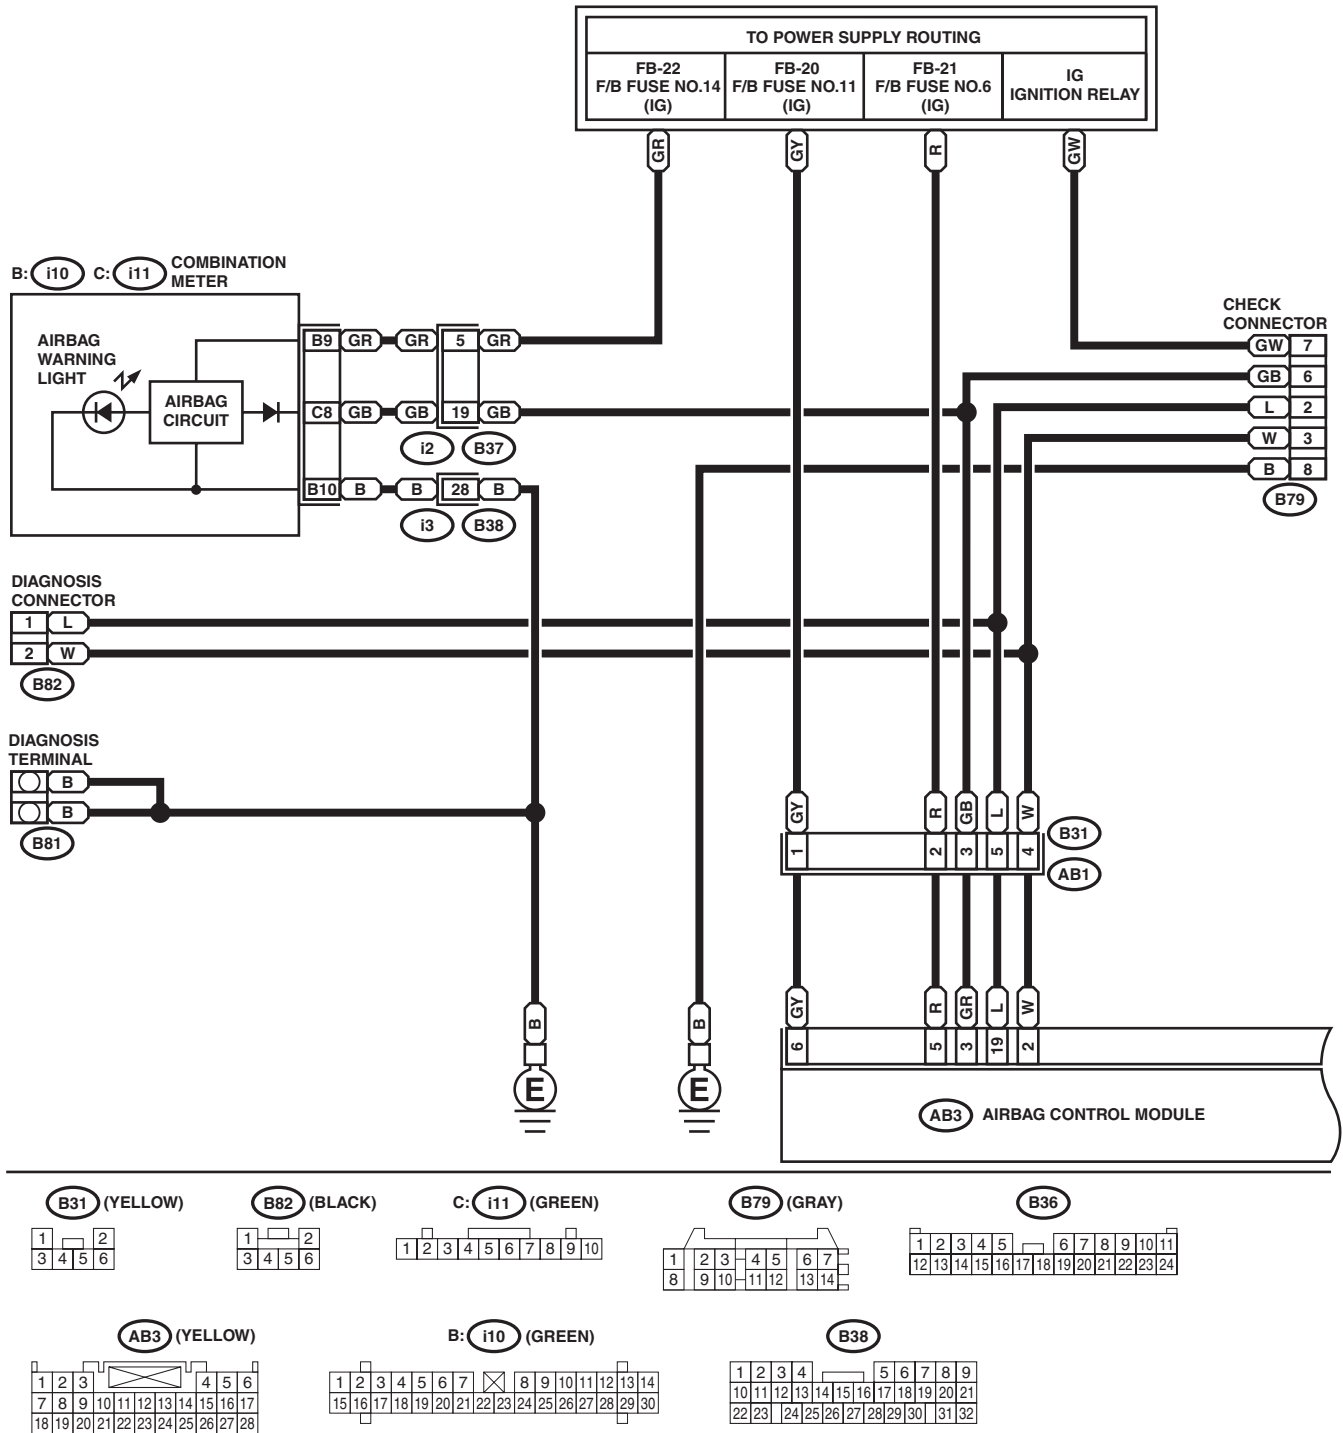 TO POWER SUPPLY ROUTING
FB-22
F/B FUSE NO.14
(IG)
FB-20
F/B FUSE NO.11
(IG)
FB-21
F/B FUSE NO.6
(IG)
IG
IGNITION RELAY
GR GY R GW
B: i10 C: i11 COMBINATION
METER
AIRBAG
WARNING
LIGHT
AIRBAG
CIRCUIT
B9 GR GR 5 GR
C8 GB GB 19 GB
i2 B37
B10 B B 28 B
i3 B38
CHECK
CONNECTOR
GW 7
GB 6
L 2
W 3
B 8
B79
DIAGNOSIS
CONNECTOR
1 L
2 W
B82
DIAGNOSIS
TERMINAL
B
B
B81
GY R GB L W
1 2 3 5 4
B31
AB1
B B
E E
GY R GR L W
6 5 3 19 2
AB3 AIRBAG CONTROL MODULE
B31 (YELLOW)
1 2
3 4 5 6
B82 (BLACK)
1 2
3 4 5 6
C: i11 (GREEN)
1 2 3 4 5 6 7 8 9 10
B79 (GRAY)
1 2 3 4 5 6 7
8 9 10 11 12 13 14
B36
1 2 3 4 5 6 7 8 9 10 11
12 13 14 15 16 17 18 19 20 21 22 23 24
AB3 (YELLOW)
1 2 3 4 5 6
7 8 9 10 11 12 13 14 15 16 17
18 19 20 21 22 23 24 25 26 27 28
B: i10 (GREEN)
1 2 3 4 5 6 7 8 9 10 11 12 13 14
15 16 17 18 19 20 21 22 23 24 25 26 27 28 29 30
B38
1 2 3 4 5 6 7 8 9
10 11 12 13 14 15 16 17 18 19 20 21
22 23 24 25 26 27 28 29 30 31 32